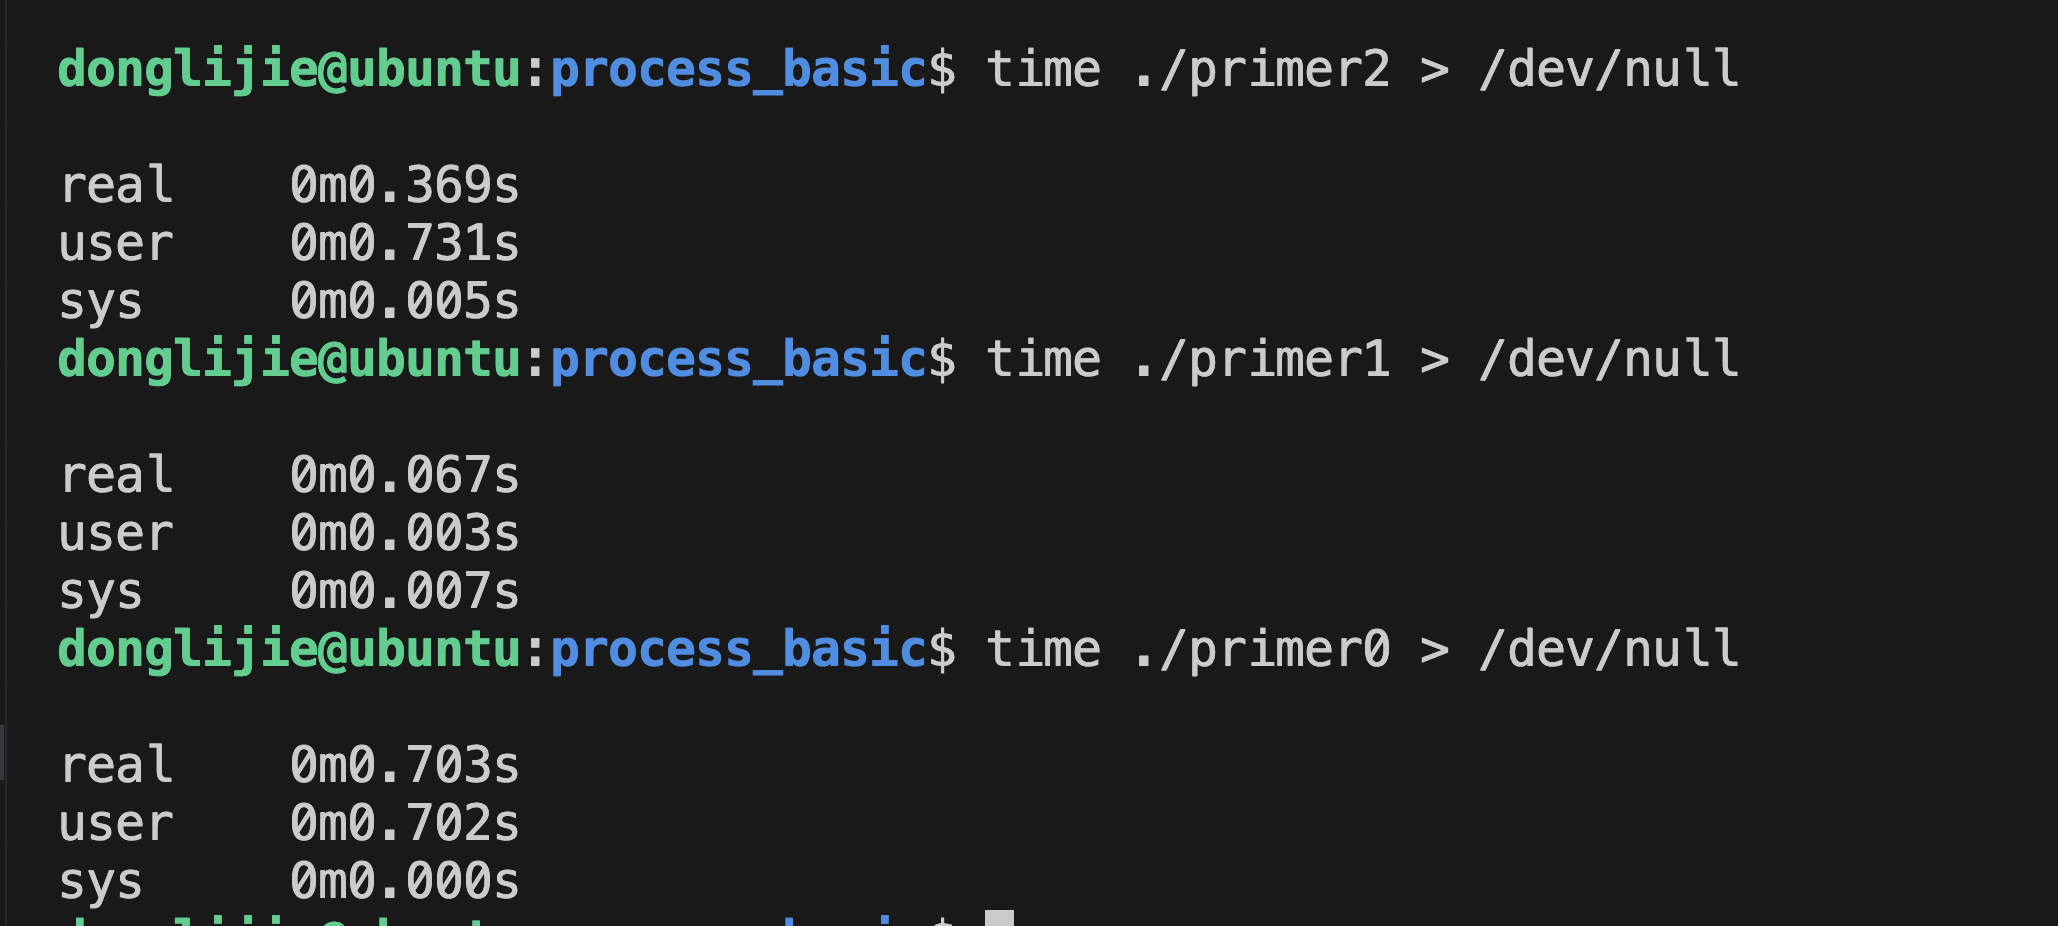 donglijie@ubuntu:process_basic$ time ./primer2 > /dev/null
real    0m0.369s
user    0m0.731s
sys     0m0.005s
donglijie@ubuntu:process_basic$ time ./primer1 > /dev/null
real    0m0.067s
user    0m0.003s
sys     0m0.007s
donglijie@ubuntu:process_basic$ time ./primer0 > /dev/null
real    0m0.703s
user    0m0.702s
sys     0m0.000s